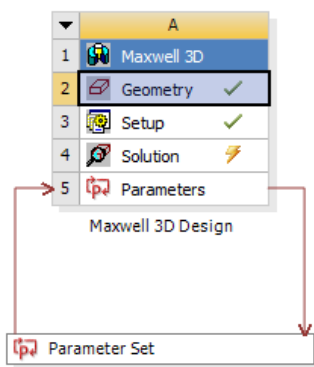 A
1 Maxwell 3D
2 Geometry
3 Setup
4 Solution
5 Parameters
Maxwell 3D Design
Parameter Set